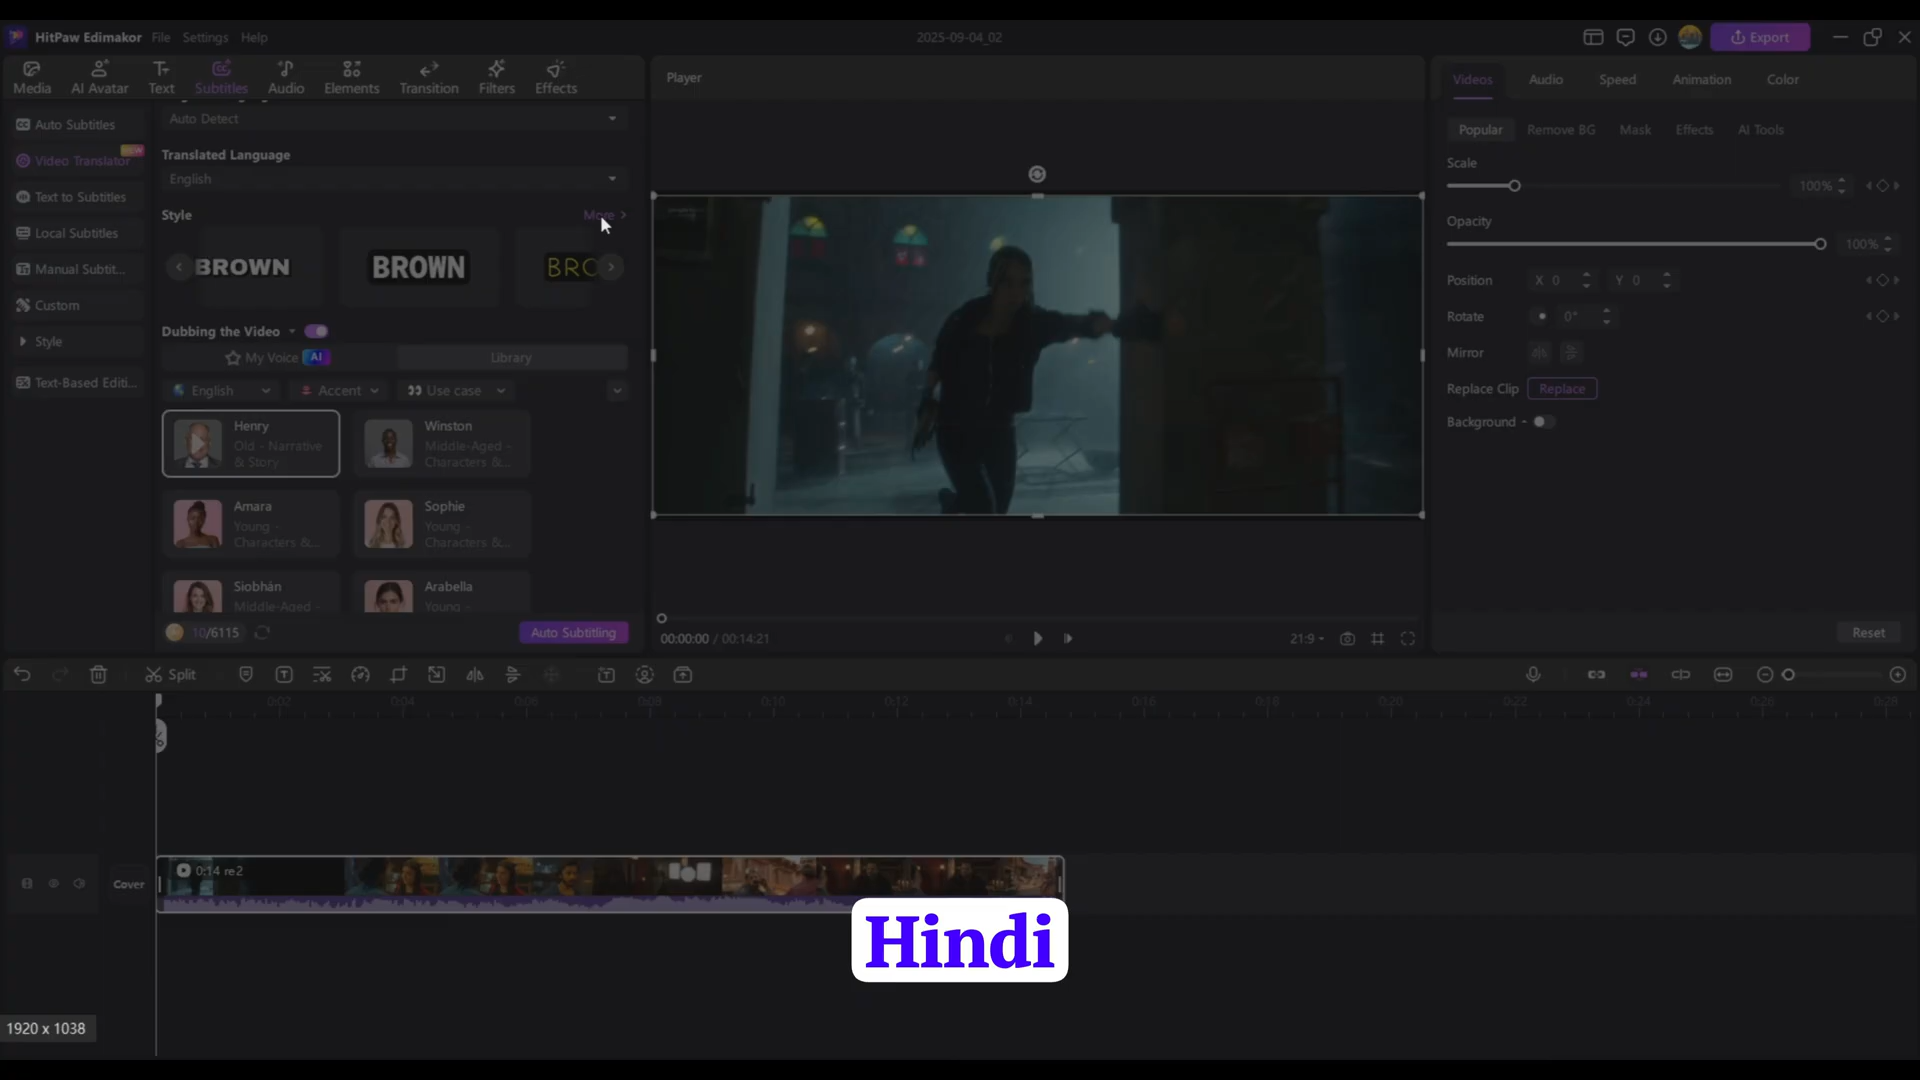 HitPaw Edimakor File Settings Help
2025-09-04_02
Export
Media AI Avatar Text Subtitles Audio Elements Transition Filters Effects
Auto Subtitles
Video Translator NEW
Text to Subtitles
Local Subtitles
Manual Subtit...
Custom
Style
Text-Based Editi...
Auto Detect
Translated Language
English
Style More >
BROWN BROWN BRO
Dubbing the Video
My Voice AI Library
English Accent Use case
Henry
Old - Narrative
& Story
Winston
Middle-Aged -
Characters &...
Amara
Young -
Characters &...
Sophie
Young -
Characters &...
Siobhán
Middle-Aged -
Arabella
Young -
10/6115 Auto Subtitling
Player
00:00:00 / 00:14:21
21:9
Videos Audio Speed Animation Color
Popular Remove BG Mask Effects AI Tools
Scale
100%
Opacity
100%
Position X 0 Y 0
Rotate 0°
Mirror
Replace Clip Replace
Background
Reset
Split
0:02 0:04 0:06 0:08 0:10 0:12 0:14 0:16 0:18 0:20 0:22 0:24 0:26 0:28
Cover
0:14 re2
Hindi
1920 x 1038